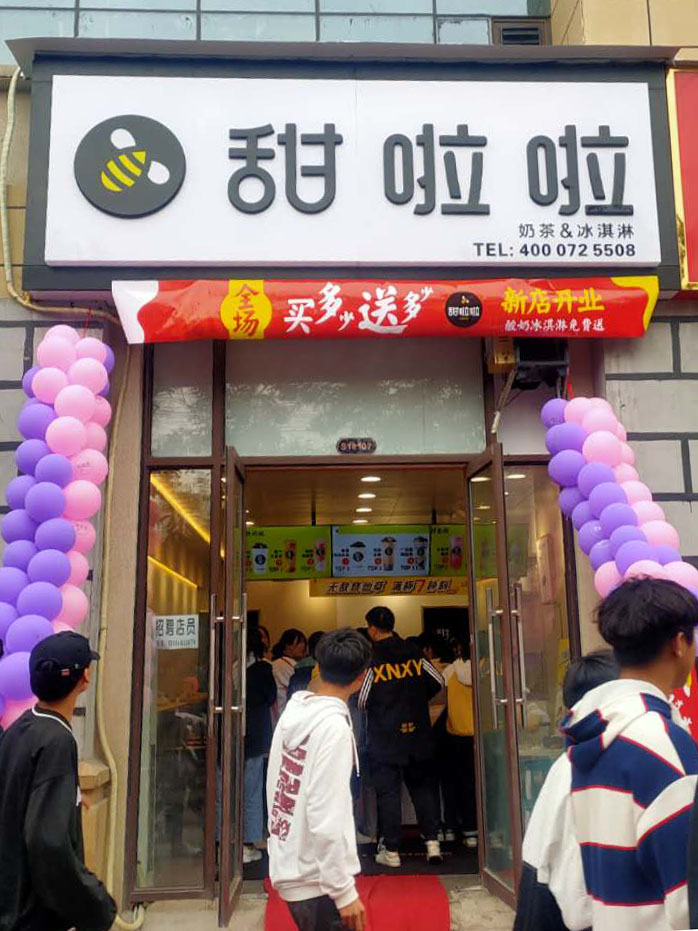 甜啦啦
奶茶&冰淇淋
TEL: 400 072 5508
全场
买多少送多少
甜啦啦
新店开业
酸奶冰淇淋免费送
S1#107
招聘店员
XNXY